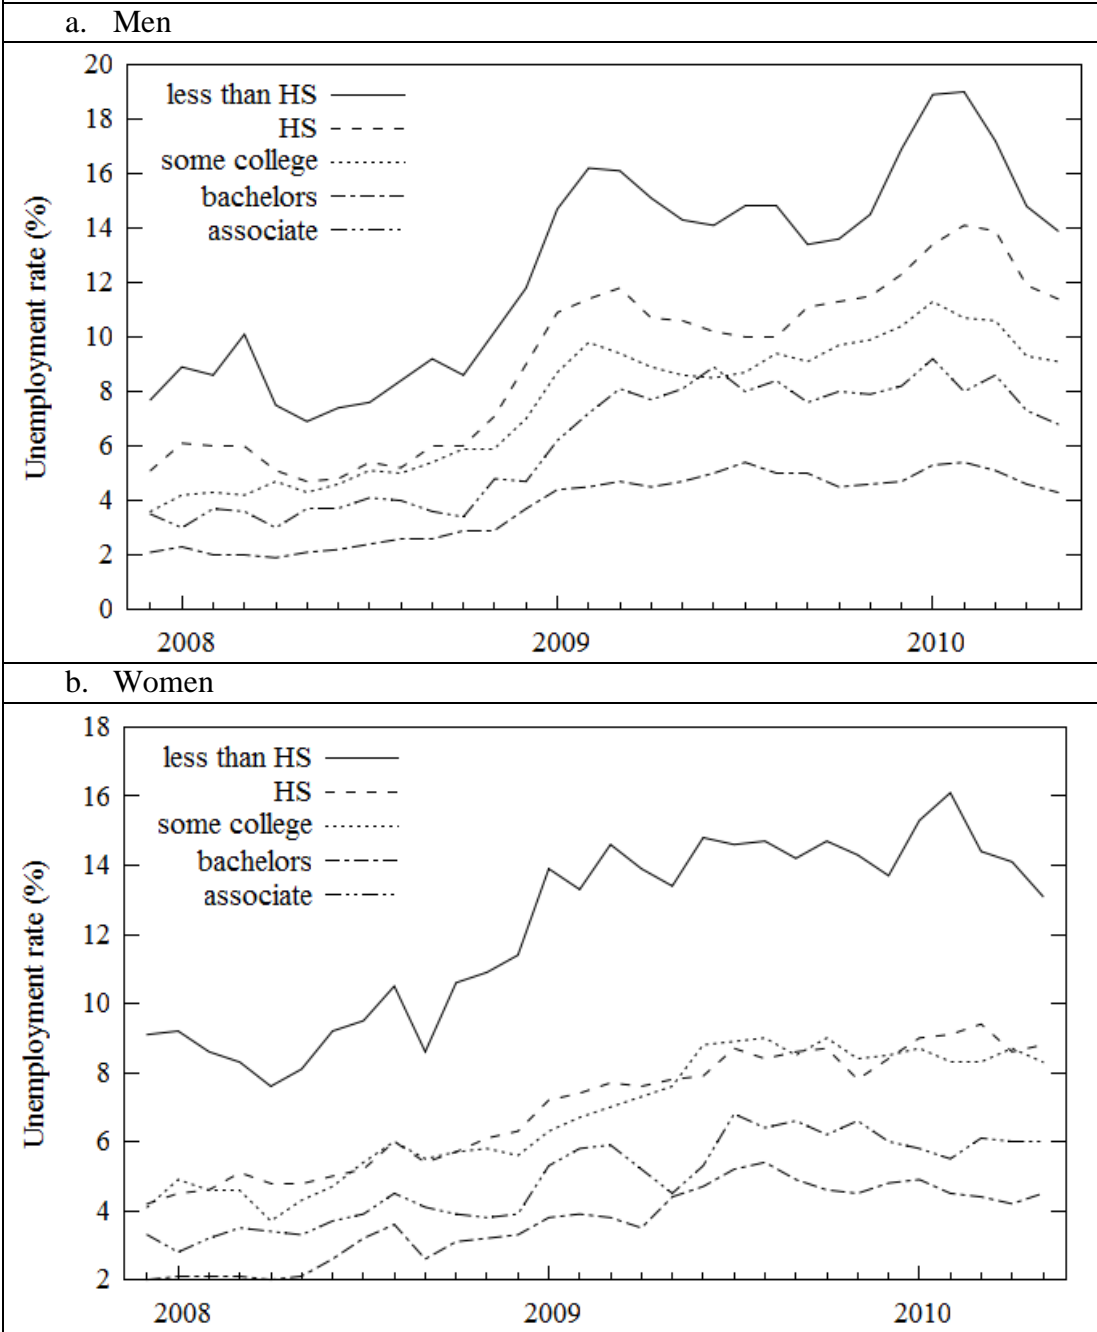 a. Men
20
18
16
14
12
10
8
6
4
2
0
Unemployment rate (%)
less than HS
HS
some college
bachelors
associate
2008 2009 2010
b. Women
18
16
14
12
10
8
6
4
2
Unemployment rate (%)
less than HS
HS
some college
bachelors
associate
2008 2009 2010